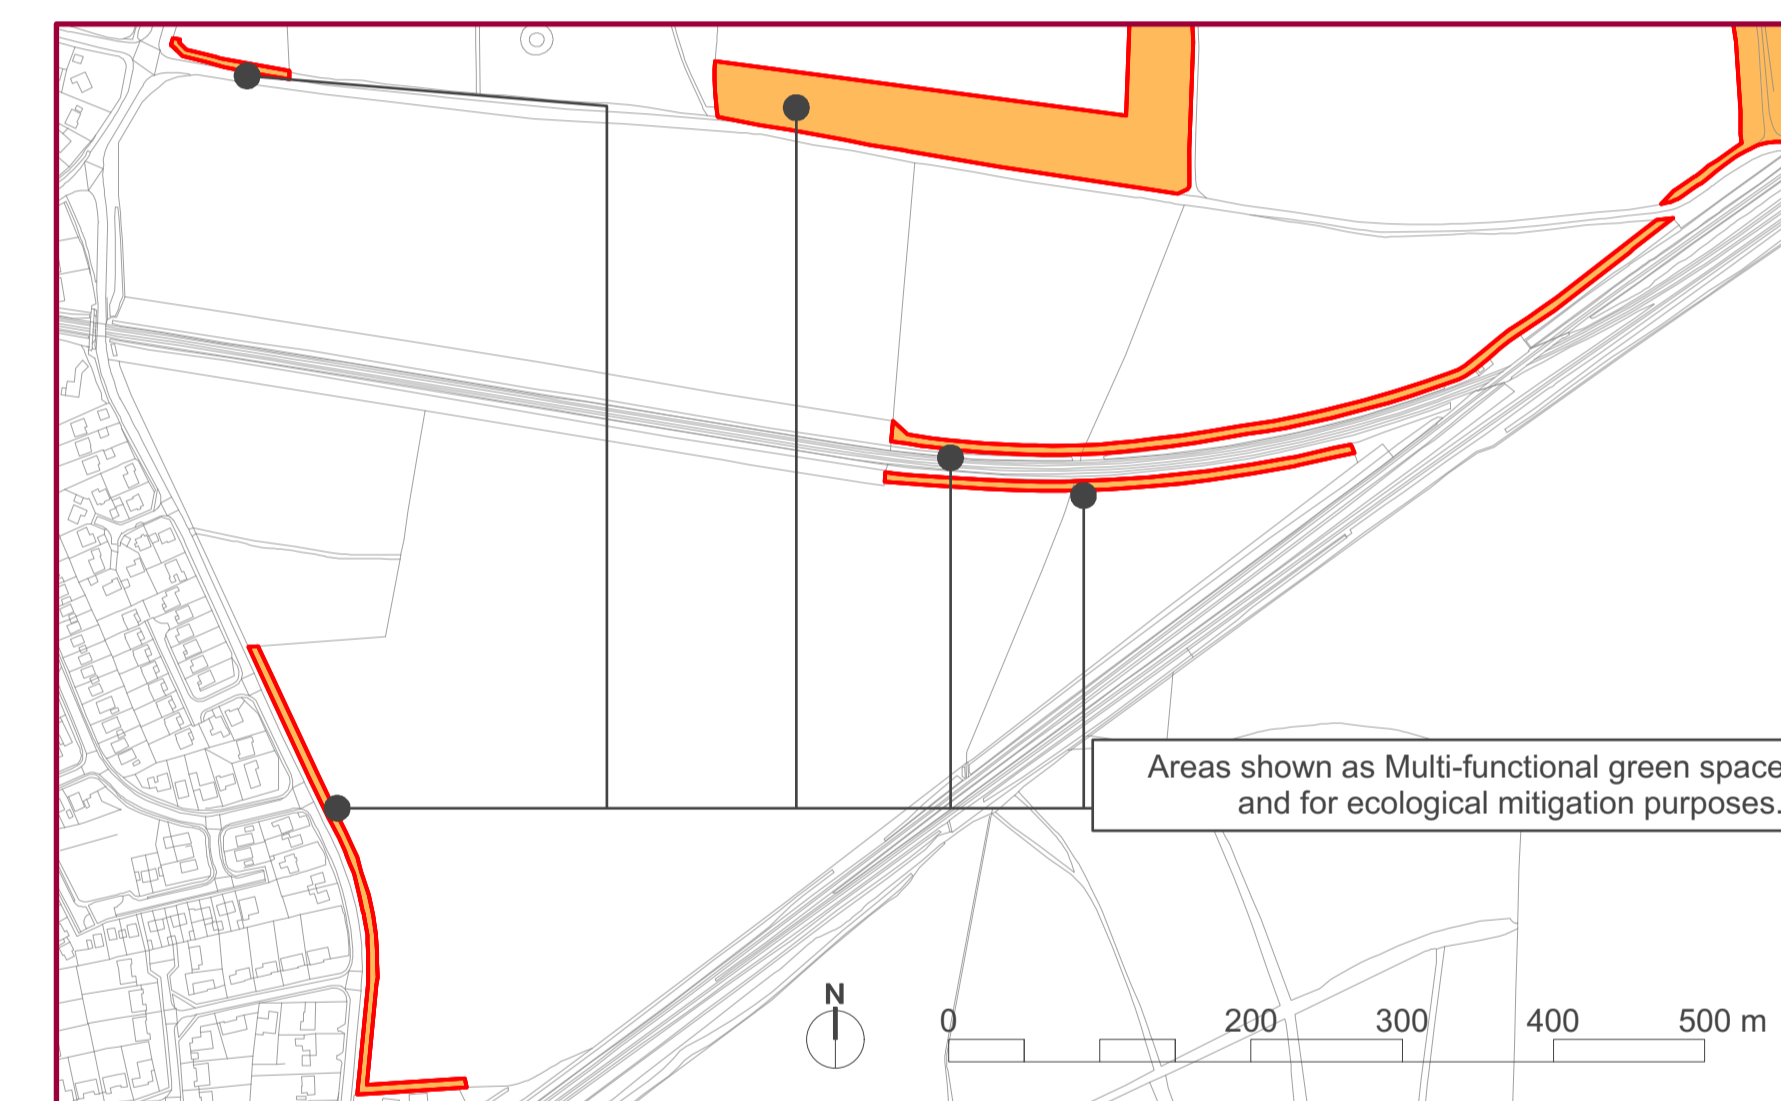 Areas shown as Multi-functional green space
and for ecological mitigation purposes.
N
0 200 300 400 500 m